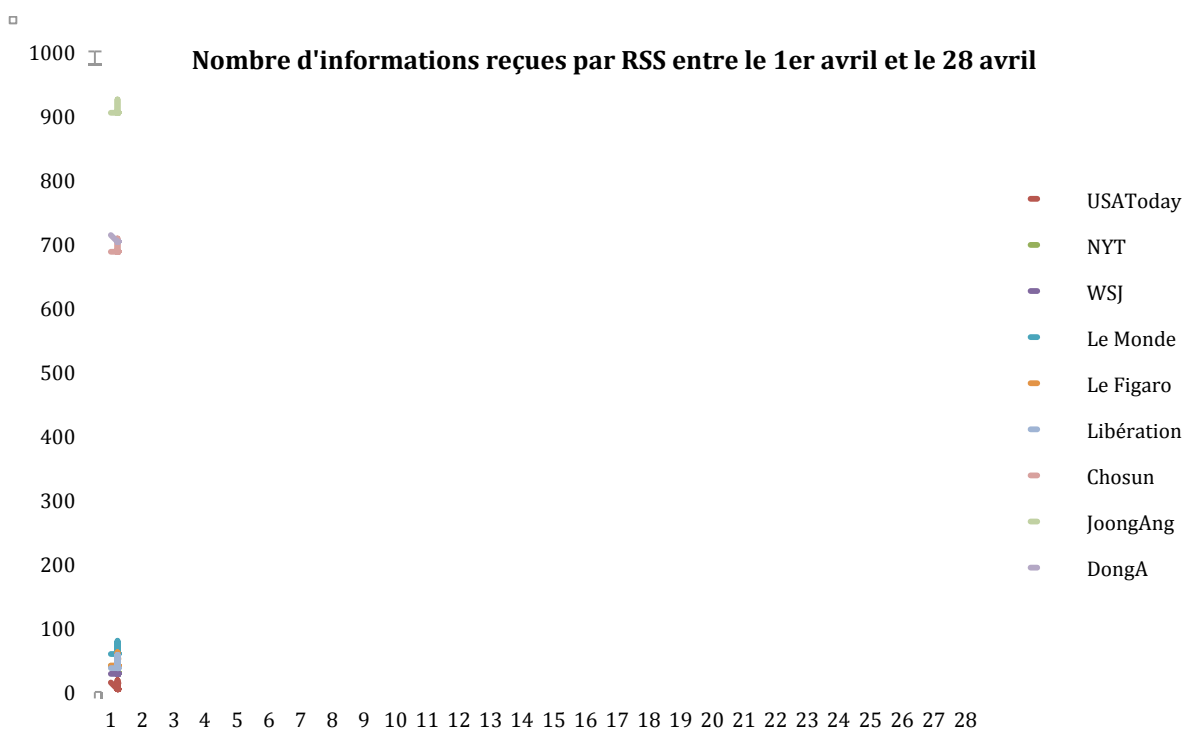 Nombre d'informations reçues par RSS entre le 1er avril et le 28 avril
1000
900
800
700
600
500
400
300
200
100
0
1 2 3 4 5 6 7 8 9 10 11 12 13 14 15 16 17 18 19 20 21 22 23 24 25 26 27 28
USAToday
NYT
WSJ
Le Monde
Le Figaro
Libération
Chosun
JoongAng
DongA